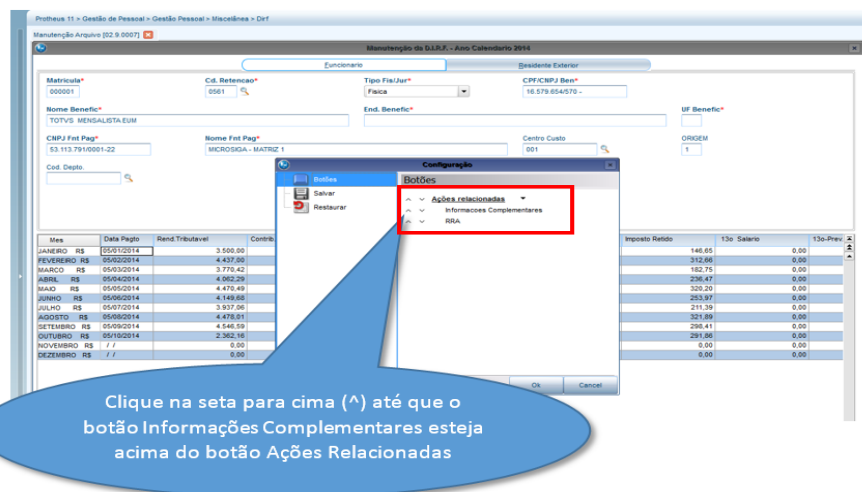 Protheus 11 > Gestão de Pessoal > Gestão Pessoal > Miscelânea > Dirf
Manutenção Arquivo [02.9.0007]
Manutenção da D.I.R.F. - Ano Calendario 2014
Funcionario Residente Exterior
Matricula* Cd. Retencao* Tipo Fis/Jur* CPF/CNPJ Ben*
000001 0561 Fisica 16.579.654/570 -
Nome Benefic* End. Benefic* UF Benefic*
TOTVS MENSALISTA EUM
CNPJ Fnt Pag* Nome Fnt Pag* Centro Custo ORIGEM
53.113.791/0001-22 MICROSIGA - MATRIZ 1 001 1
Cod. Depto.
Configuração
Botões Botões
Salvar
Restaurar
Ações relacionadas
Informacoes Complementares
RRA
Mes Data Pagto Rend.Tributavel Contrib. Imposto Retido 13o Salario 13o-Prev
JANEIRO R$ 05/01/2014 3.500,00 146,65 0,00
FEVEREIRO R$ 05/02/2014 4.437,00 312,66 0,00
MARCO R$ 05/03/2014 3.770,42 182,75 0,00
ABRIL R$ 05/04/2014 4.062,29 236,47 0,00
MAIO R$ 05/05/2014 4.470,49 320,20 0,00
JUNHO R$ 05/06/2014 4.149,68 253,97 0,00
JULHO R$ 05/07/2014 3.937,06 211,39 0,00
AGOSTO R$ 05/08/2014 4.478,01 321,89 0,00
SETEMBRO R$ 05/09/2014 4.546,59 298,41 0,00
OUTUBRO R$ 05/10/2014 2.362,16 291,86 0,00
NOVEMBRO R$ / / 0,00 0,00 0,00
DEZEMBRO R$ / / 0,00 0,00 0,00
Ok Cancel
Clique na seta para cima (^) até que o
botão Informações Complementares esteja
acima do botão Ações Relacionadas